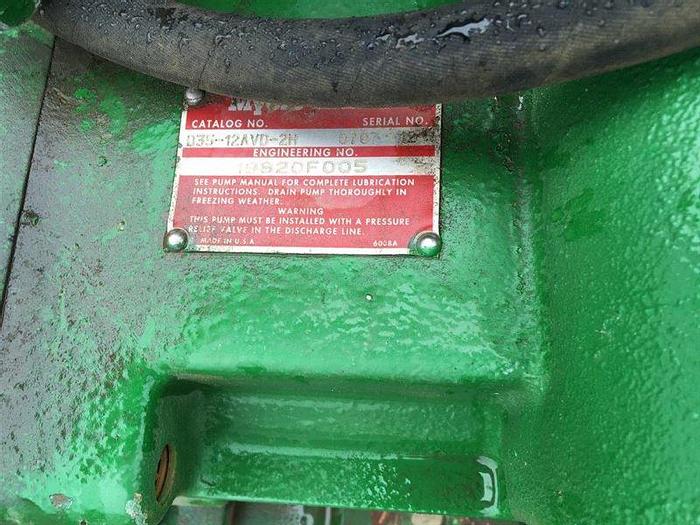 CATALOG NO. SERIAL NO.
D35-12AVD-2H
ENGINEERING NO.
SEE PUMP MANUAL FOR COMPLETE LUBRICATION
INSTRUCTIONS. DRAIN PUMP THOROUGHLY IN
FREEZING WEATHER.
WARNING
THIS PUMP MUST BE INSTALLED WITH A PRESSURE
RELIEF VALVE IN THE DISCHARGE LINE.
MADE IN U.S.A. 6008A